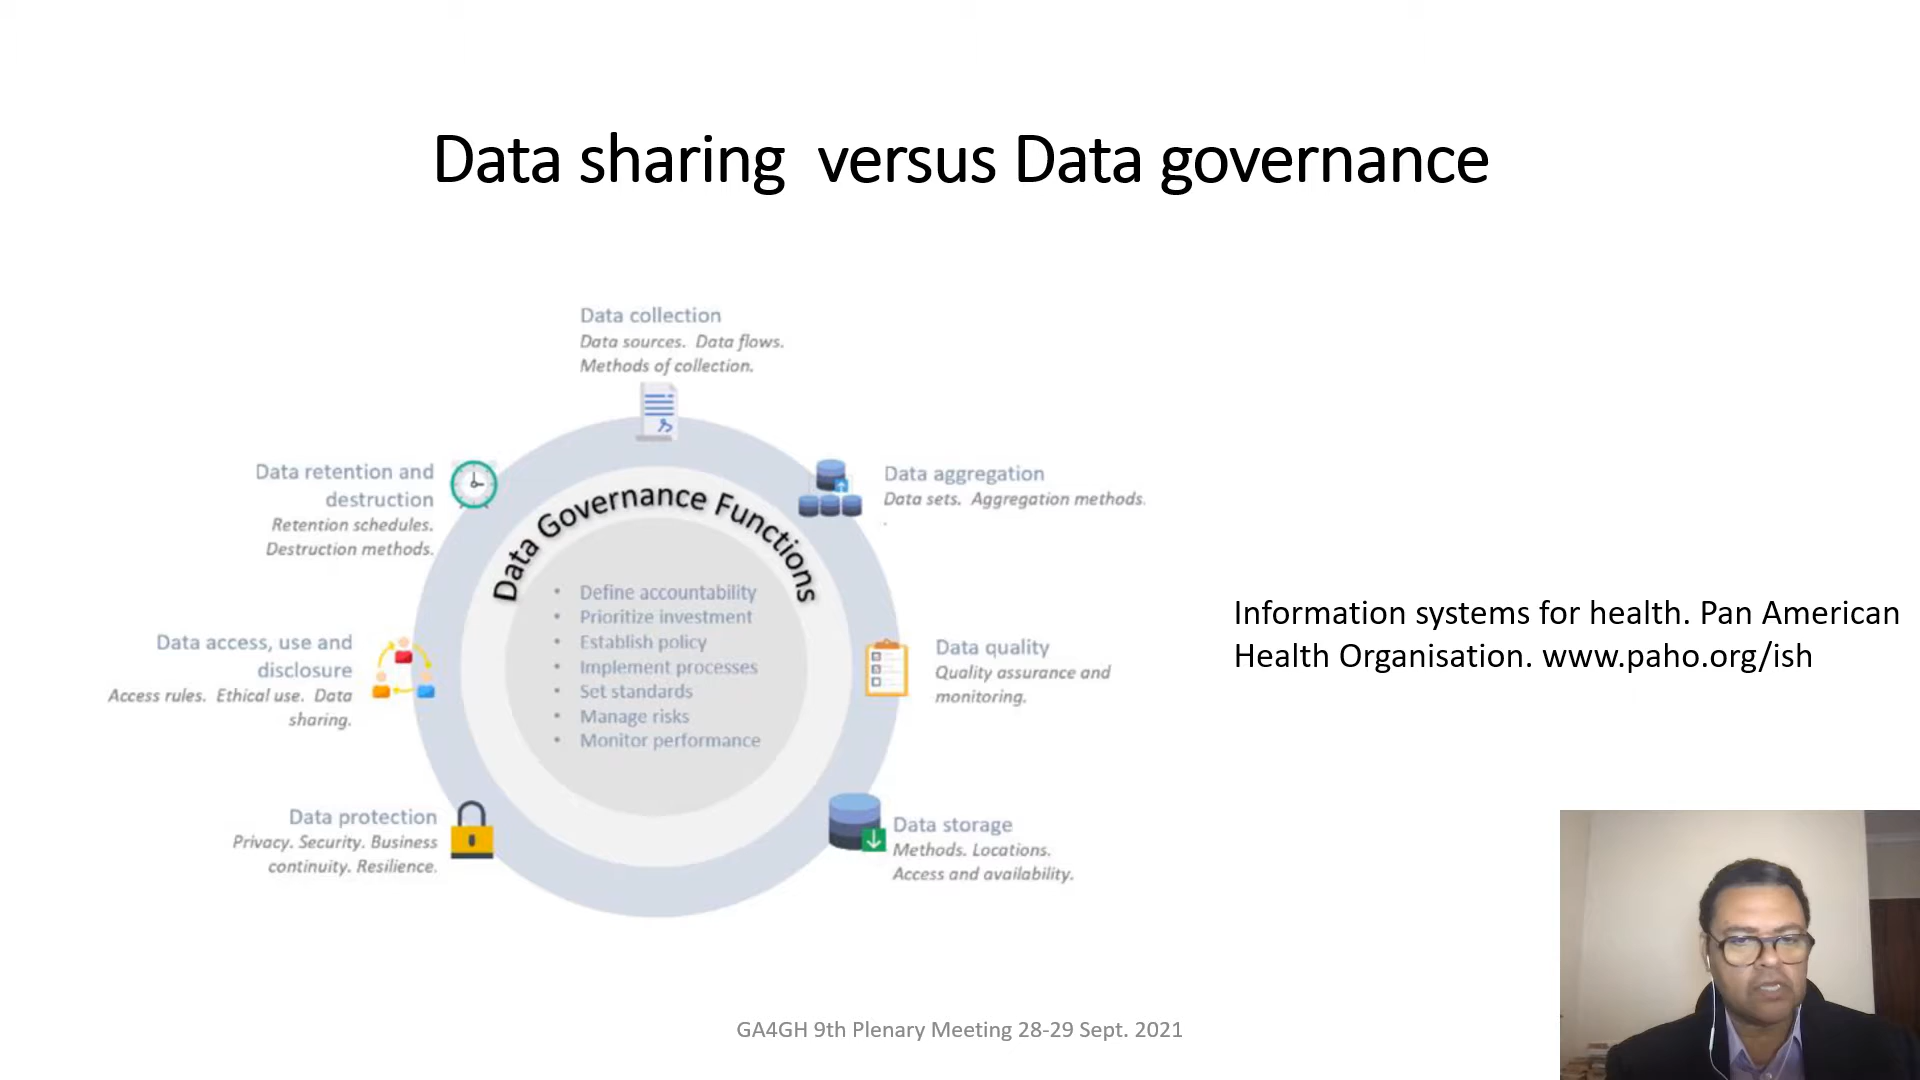 Data sharing  versus Data governance
Data collection
Data sources.  Data flows.
Methods of collection.
Data retention and
destruction
Retention schedules.
Destruction methods.
Data aggregation
Data sets.  Aggregation methods.
.
Data Governance Functions
• Define accountability
• Prioritize investment
• Establish policy
• Implement processes
• Set standards
• Manage risks
• Monitor performance
Data access, use and
disclosure
Access rules.  Ethical use.  Data
sharing.
Data quality
Quality assurance and
monitoring.
Data protection
Privacy. Security. Business
continuity. Resilience.
Data storage
Methods. Locations.
Access and availability.
Information systems for health. Pan American
Health Organisation. www.paho.org/ish
GA4GH 9th Plenary Meeting 28-29 Sept. 2021